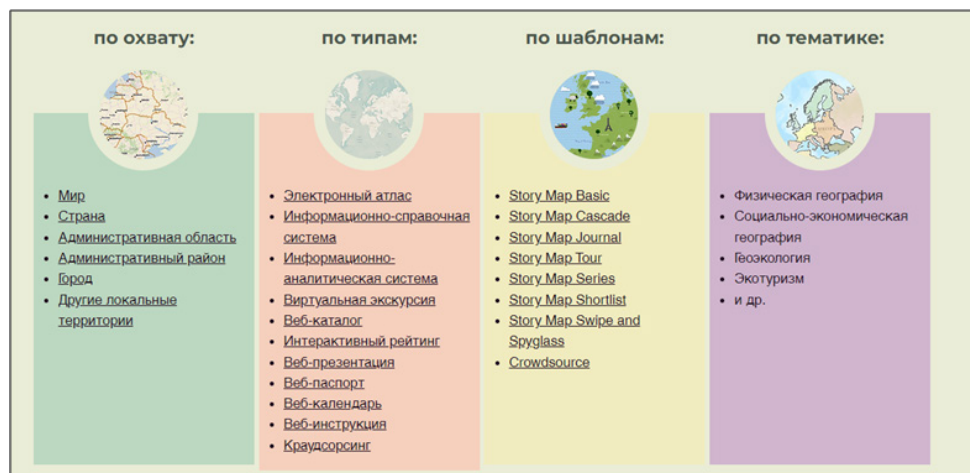 по охвату:
Мир
Страна
Административная область
Административный район
Город
Другие локальные
территории
по типам:
Электронный атлас
Информационно-справочная
система
Информационно-
аналитическая система
Виртуальная экскурсия
Веб-каталог
Интерактивный рейтинг
Веб-презентация
Веб-паспорт
Веб-календарь
Веб-инструкция
Краудсорсинг
по шаблонам:
Story Map Basic
Story Map Cascade
Story Map Journal
Story Map Tour
Story Map Series
Story Map Shortlist
Story Map Swipe and
Spyglass
Crowdsource
по тематике:
Физическая география
Социально-экономическая
география
Геоэкология
Экотуризм
и др.